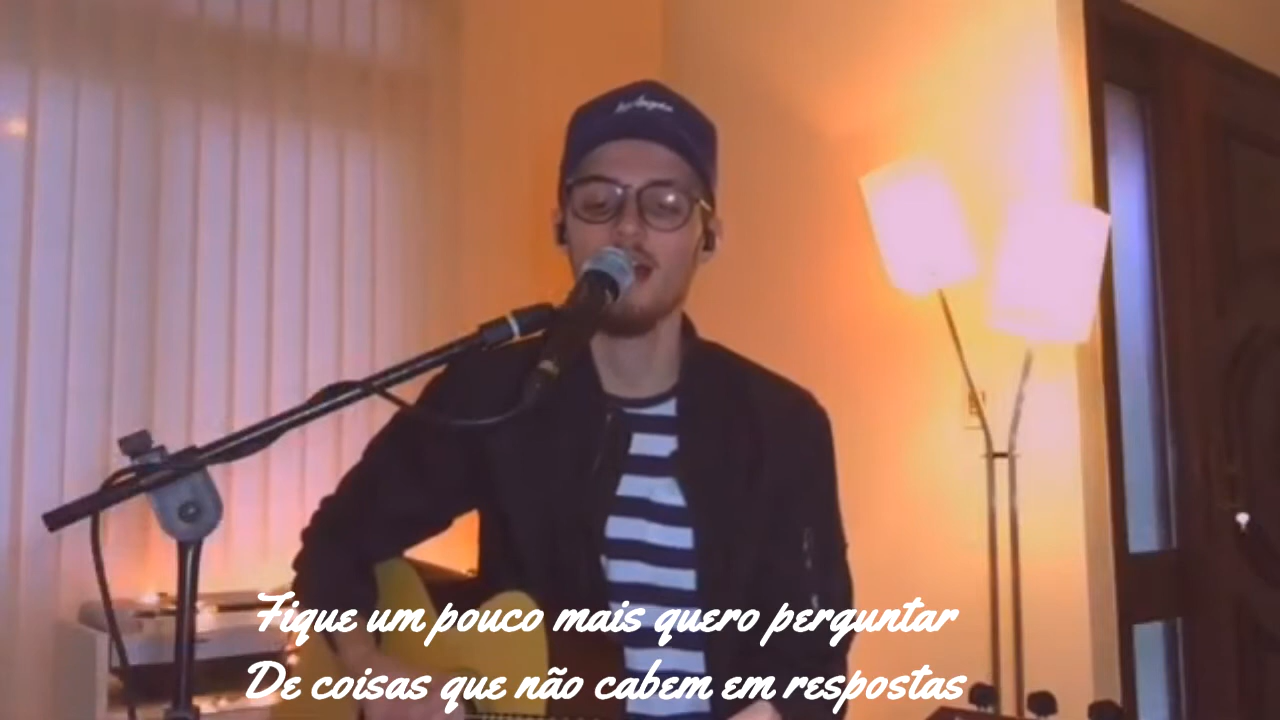 Fique um pouco mais quero perguntar
De coisas que não cabem em respostas